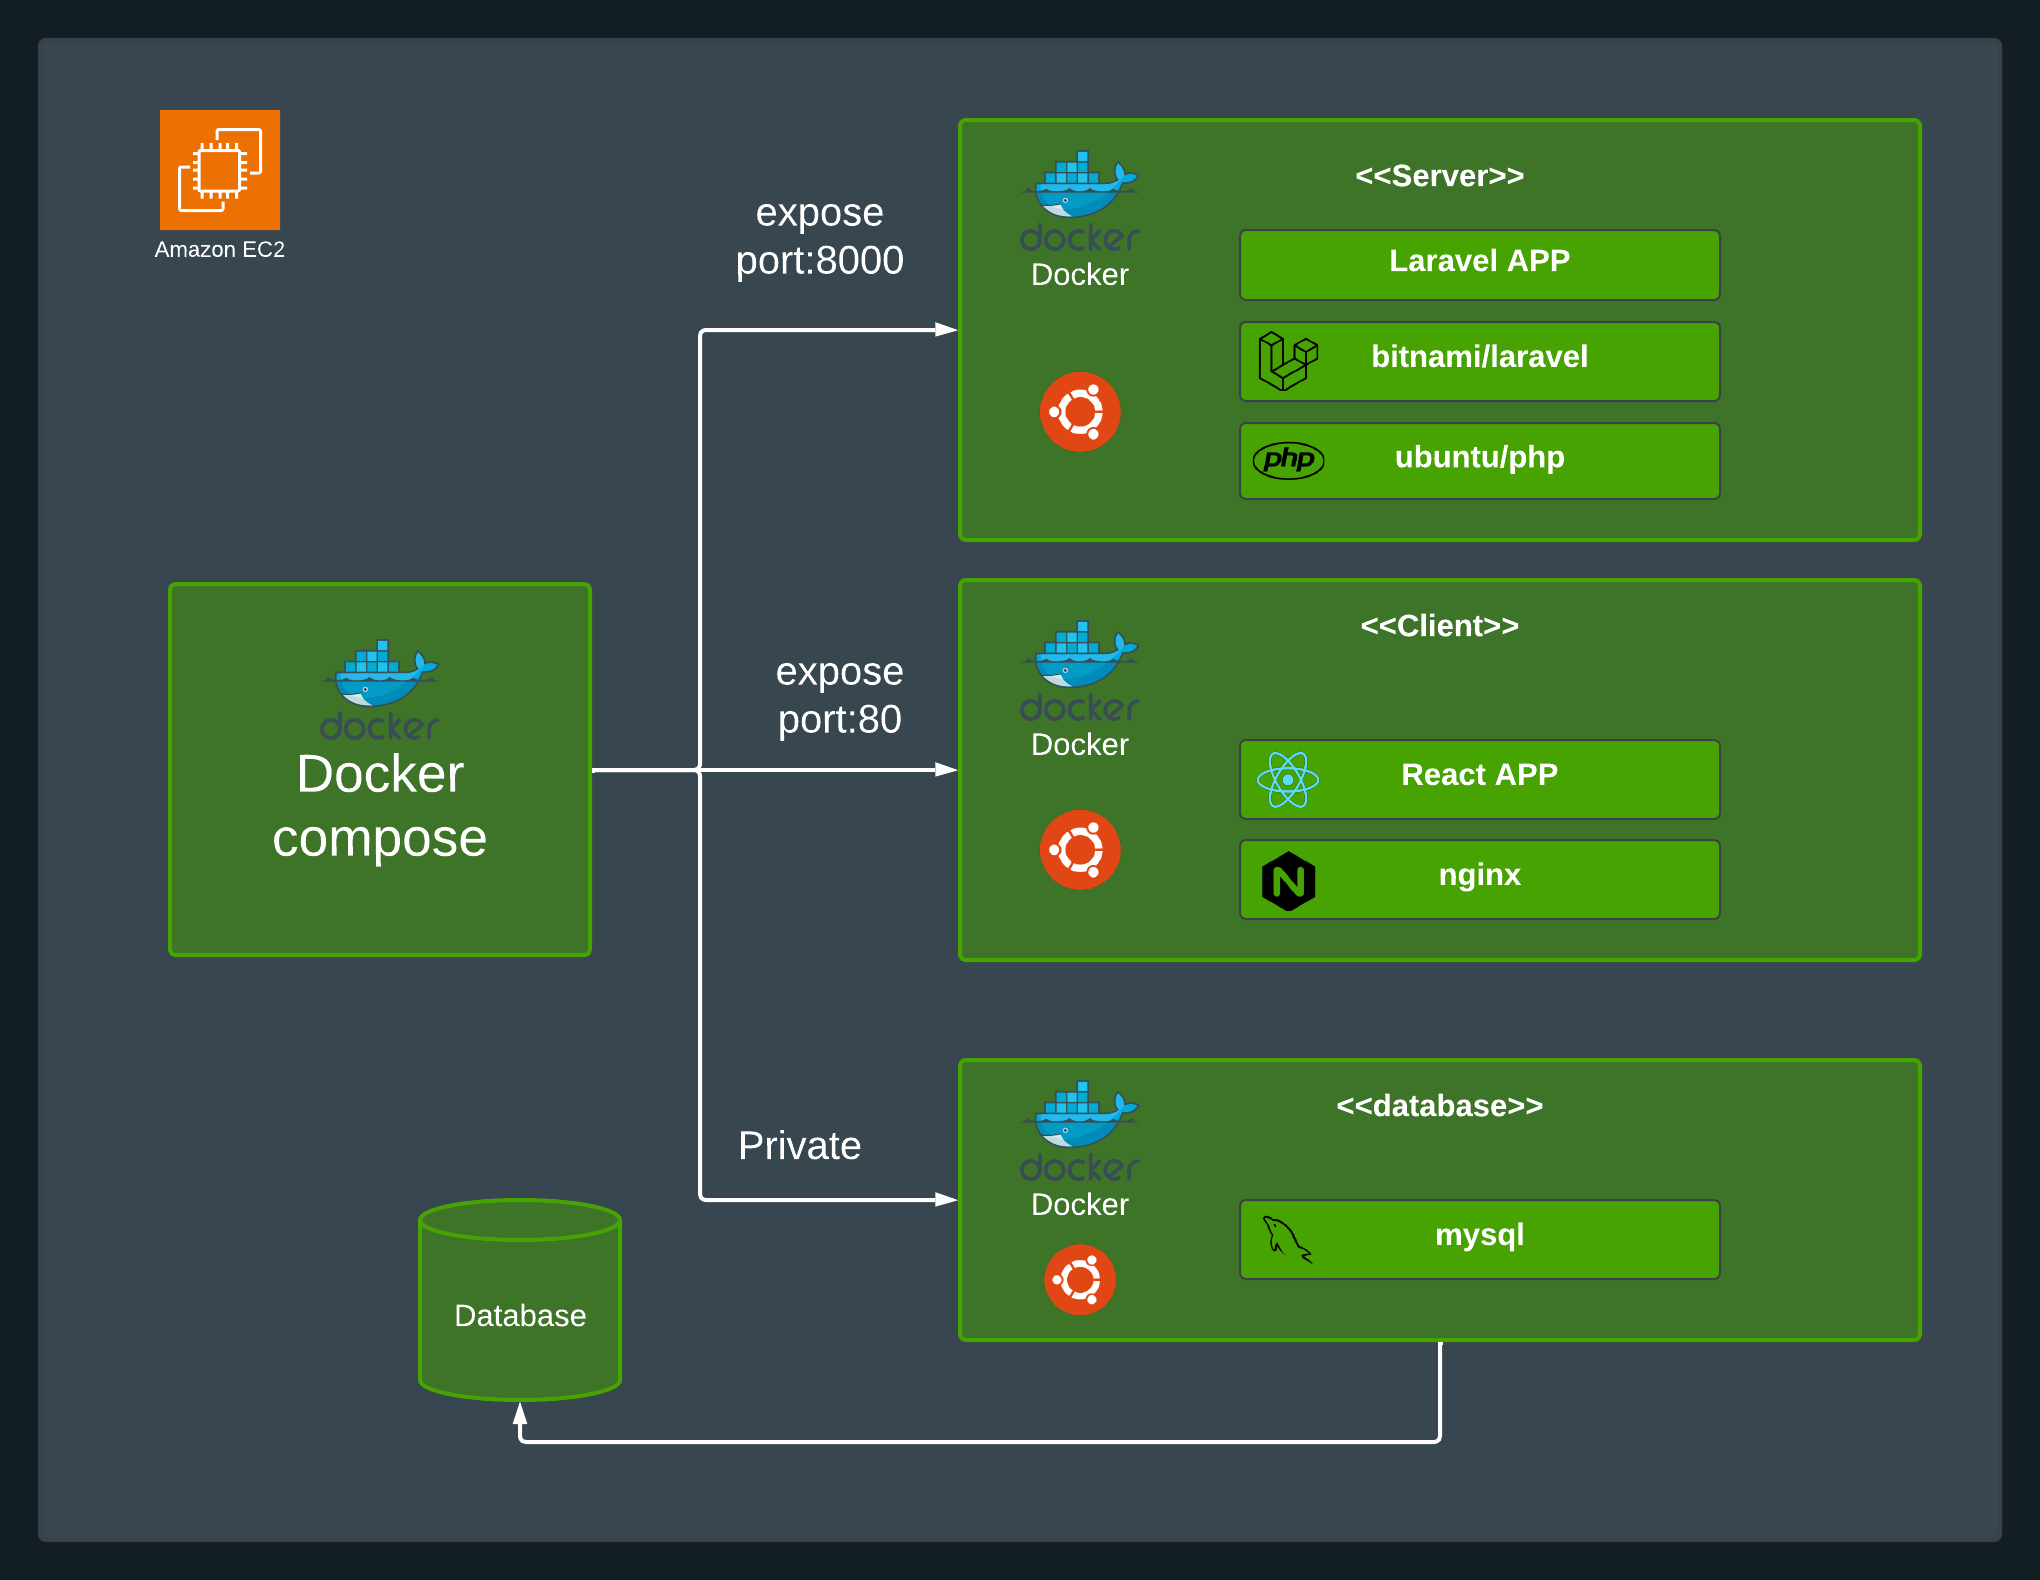 Amazon EC2
docker
Docker
compose
expose
port:8000
expose
port:80
Private
Database
<<Server>>
docker
Docker
Laravel APP
bitnami/laravel
php
ubuntu/php
<<Client>>
docker
Docker
React APP
N
nginx
<<database>>
docker
Docker
mysql